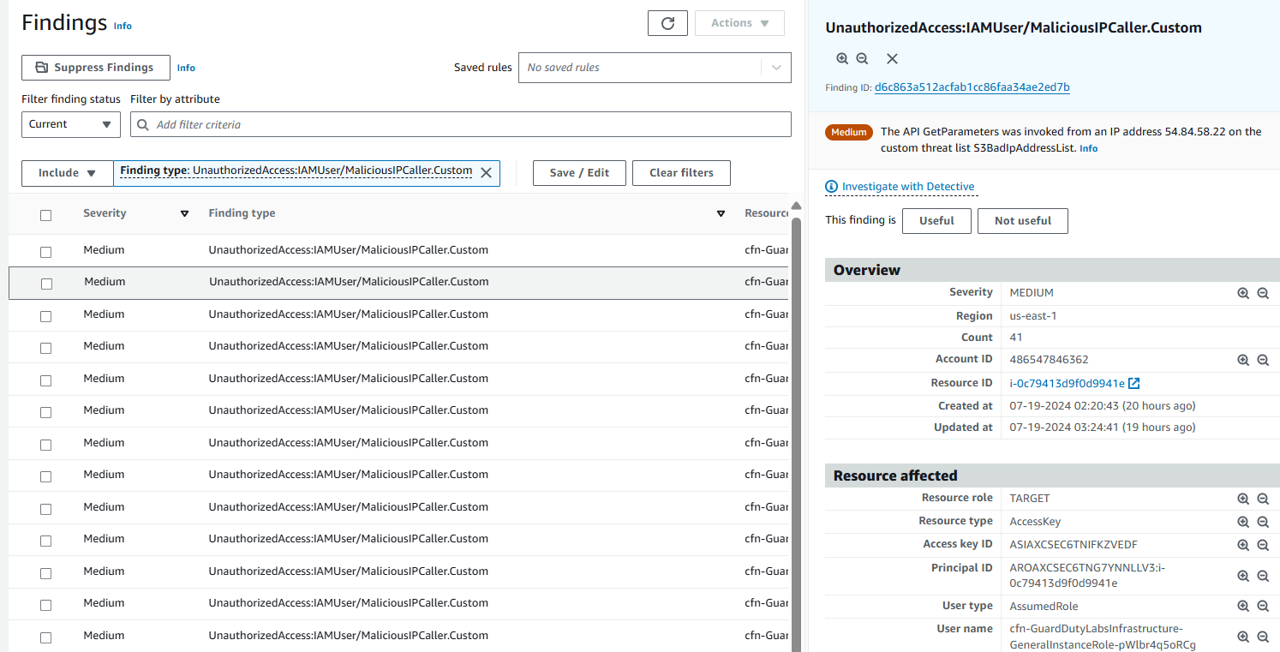 Findings Info
Actions
Suppress Findings Info
Saved rules No saved rules
Filter finding status Filter by attribute
Current Add filter criteria
Include Finding type: UnauthorizedAccess:IAMUser/MaliciousIPCaller.Custom Save / Edit Clear filters
Severity Finding type Resourc
Medium UnauthorizedAccess:IAMUser/MaliciousIPCaller.Custom cfn-Guar
Medium UnauthorizedAccess:IAMUser/MaliciousIPCaller.Custom cfn-Guar
Medium UnauthorizedAccess:IAMUser/MaliciousIPCaller.Custom cfn-Guar
Medium UnauthorizedAccess:IAMUser/MaliciousIPCaller.Custom cfn-Guar
Medium UnauthorizedAccess:IAMUser/MaliciousIPCaller.Custom cfn-Guar
Medium UnauthorizedAccess:IAMUser/MaliciousIPCaller.Custom cfn-Guar
Medium UnauthorizedAccess:IAMUser/MaliciousIPCaller.Custom cfn-Guar
Medium UnauthorizedAccess:IAMUser/MaliciousIPCaller.Custom cfn-Guar
Medium UnauthorizedAccess:IAMUser/MaliciousIPCaller.Custom cfn-Guar
Medium UnauthorizedAccess:IAMUser/MaliciousIPCaller.Custom cfn-Guar
Medium UnauthorizedAccess:IAMUser/MaliciousIPCaller.Custom cfn-Guar
Medium UnauthorizedAccess:IAMUser/MaliciousIPCaller.Custom cfn-Guar
Medium UnauthorizedAccess:IAMUser/MaliciousIPCaller.Custom cfn-Guar
UnauthorizedAccess:IAMUser/MaliciousIPCaller.Custom
Finding ID: d6c863a512acfab1cc86faa34ae2ed7b
Medium The API GetParameters was invoked from an IP address 54.84.58.22 on the
custom threat list S3BadIpAddressList. Info
Investigate with Detective
This finding is Useful Not useful
Overview
Severity MEDIUM
Region us-east-1
Count 41
Account ID 486547846362
Resource ID i-0c79413d9f0d9941e
Created at 07-19-2024 02:20:43 (20 hours ago)
Updated at 07-19-2024 03:24:41 (19 hours ago)
Resource affected
Resource role TARGET
Resource type AccessKey
Access key ID ASIAXCSEC6TNIFKZVEDF
Principal ID AROAXCSEC6TNG7YNNLLV3:i-
0c79413d9f0d9941e
User type AssumedRole
User name cfn-GuardDutyLabsInfrastructure-
GeneralInstanceRole-pWlbr4q5oRCg